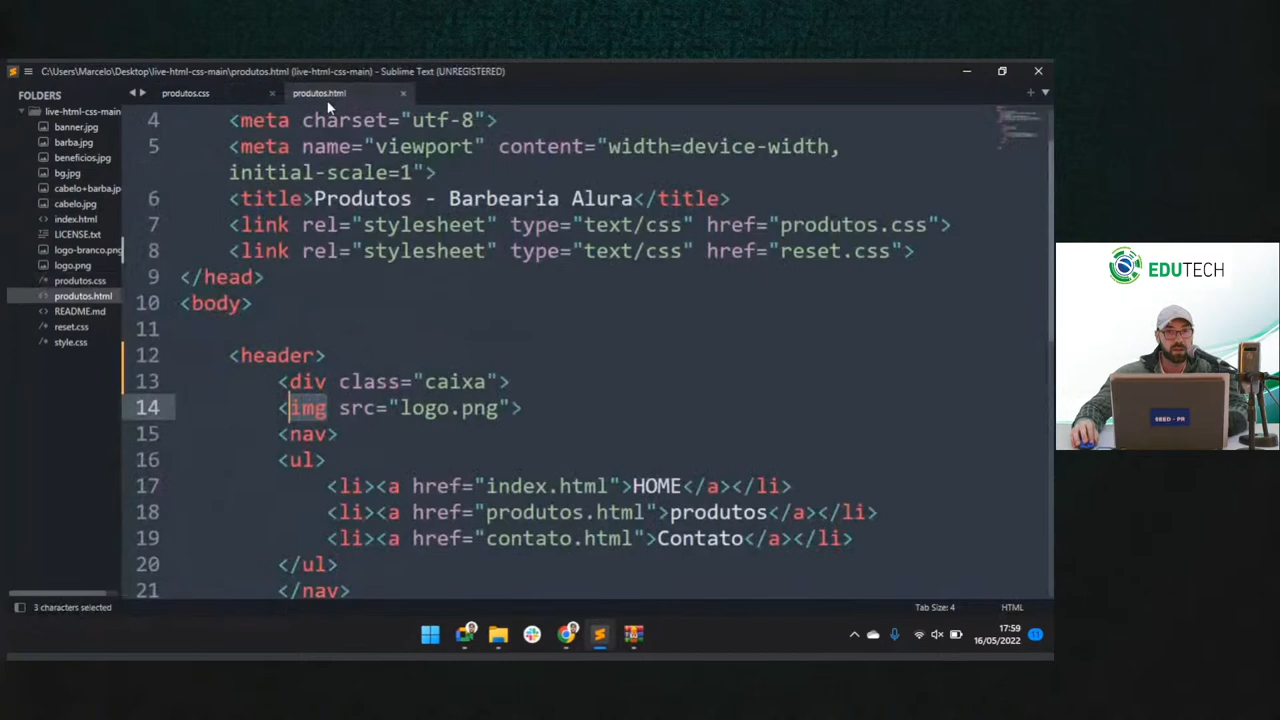 C:\Users\Marcelo\Desktop\live-html-css-main\produtos.html (live-html-css-main) - Sublime Text (UNREGISTERED)
FOLDERS
live-html-css-main
banner.jpg
barba.jpg
beneficios.jpg
bg.jpg
cabelo+barba.jp
cabelo.jpg
index.html
LICENSE.txt
logo-branco.png
logo.png
produtos.css
produtos.html
README.md
reset.css
style.css
produtos.css
produtos.html
4 <meta charset="utf-8">
5 <meta name="viewport" content="width=device-width,
initial-scale=1">
6 <title>Produtos - Barbearia Alura</title>
7 <link rel="stylesheet" type="text/css" href="produtos.css">
8 <link rel="stylesheet" type="text/css" href="reset.css">
9 </head>
10 <body>
11
12 <header>
13 <div class="caixa">
14 <img src="logo.png">
15 <nav>
16 <ul>
17 <li><a href="index.html">HOME</a></li>
18 <li><a href="produtos.html">produtos</a></li>
19 <li><a href="contato.html">Contato</a></li>
20 </ul>
21 </nav>
3 characters selected
Tab Size: 4
HTML
17:59
16/05/2022
11
EDUTECH
SEED - PR